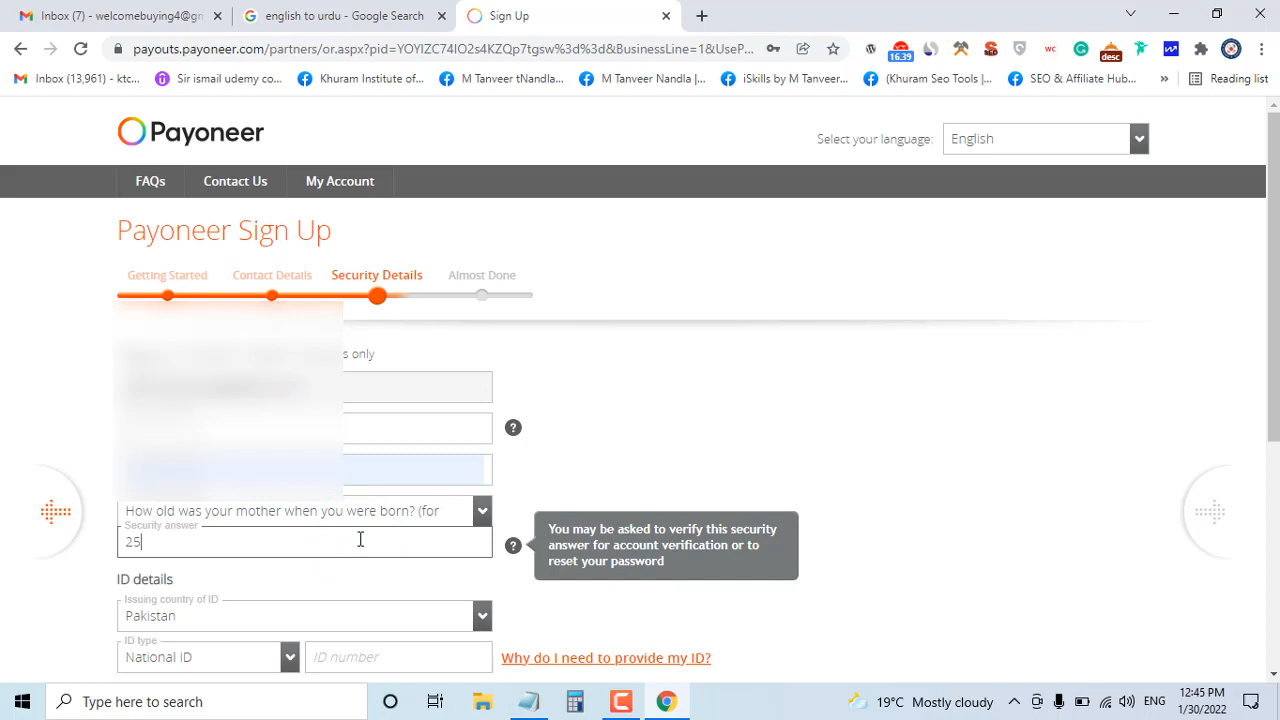 Inbox (7) - welcomebuying4@gm
english to urdu - Google Search
Sign Up
payouts.payoneer.com/partners/or.aspx?pid=YOYIZC74IO2s4KZQp7tgsw%3d%3d&BusinessLine=1&UseP...
16.39
wc
desc
Inbox (13,961) - ktc...
Sir ismail udemy co...
Khuram Institute of...
M Tanveer tNandla...
M Tanveer Nandla |...
iSkills by M Tanveer...
(Khuram Seo Tools |...
SEO & Affiliate Hub...
»
Reading list
Payoneer
Select your language:
English
FAQs
Contact Us
My Account
Payoneer Sign Up
Getting Started
Contact Details
Security Details
Almost Done
s only
How old was your mother when you were born? (for
Security answer
25
You may be asked to verify this security
answer for account verification or to
reset your password
ID details
Issuing country of ID
Pakistan
ID type
National ID
ID number
Why do I need to provide my ID?
Type here to search
19°C Mostly cloudy
ENG
12:45 PM
1/30/2022